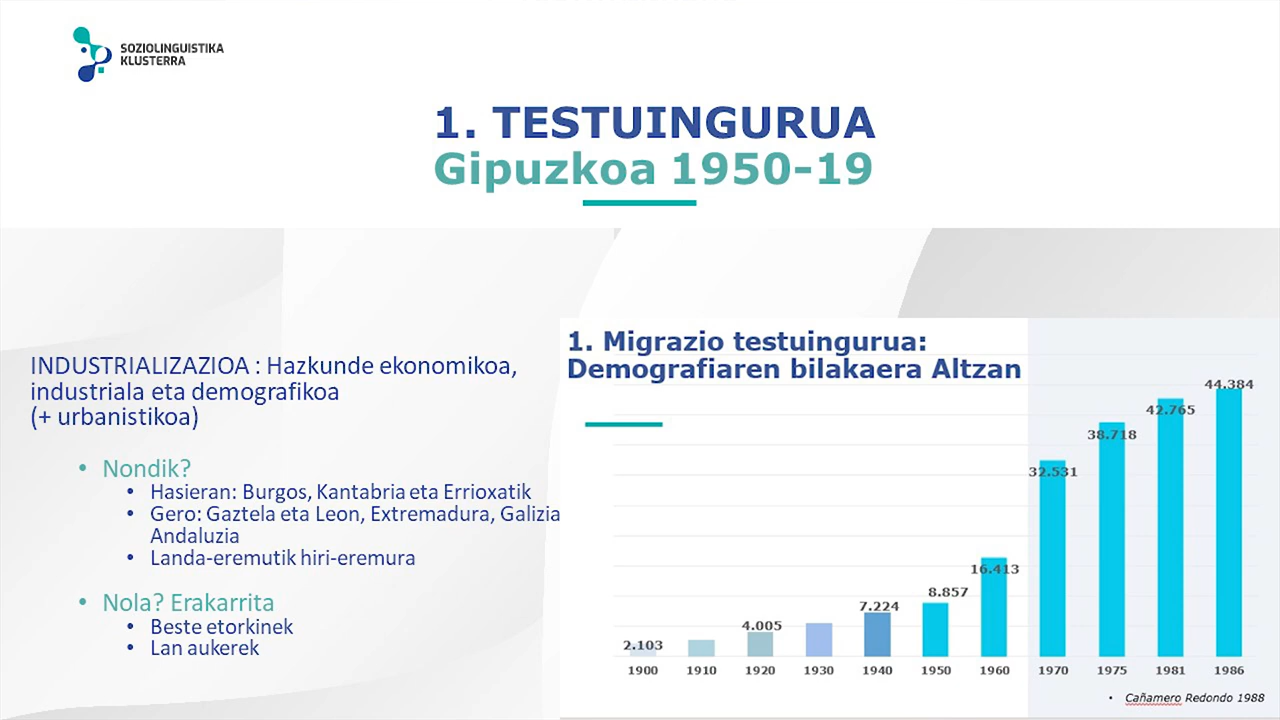 SOZIOLINGUISTIKA
KLUSTERRA
1. TESTUINGURUA
Gipuzkoa 1950-19
INDUSTRIALIZAZIOA : Hazkunde ekonomikoa,
industriala eta demografikoa
(+ urbanistikoa)
• Nondik?
• Hasieran: Burgos, Kantabria eta Errioxatik
• Gero: Gaztela eta Leon, Extremadura, Galizia
Andaluzia
• Landa-eremutik hiri-eremura
• Nola? Erakarrita
• Beste etorkinek
• Lan aukerek
1. Migrazio testuingurua:
Demografiaren bilakaera Altzan
2.103
4.005
7.224
8.857
16.413
32.531
38.718
42.765
44.384
1900 1910 1920 1930 1940 1950 1960 1970 1975 1981 1986
• Cañamero Redondo 1988